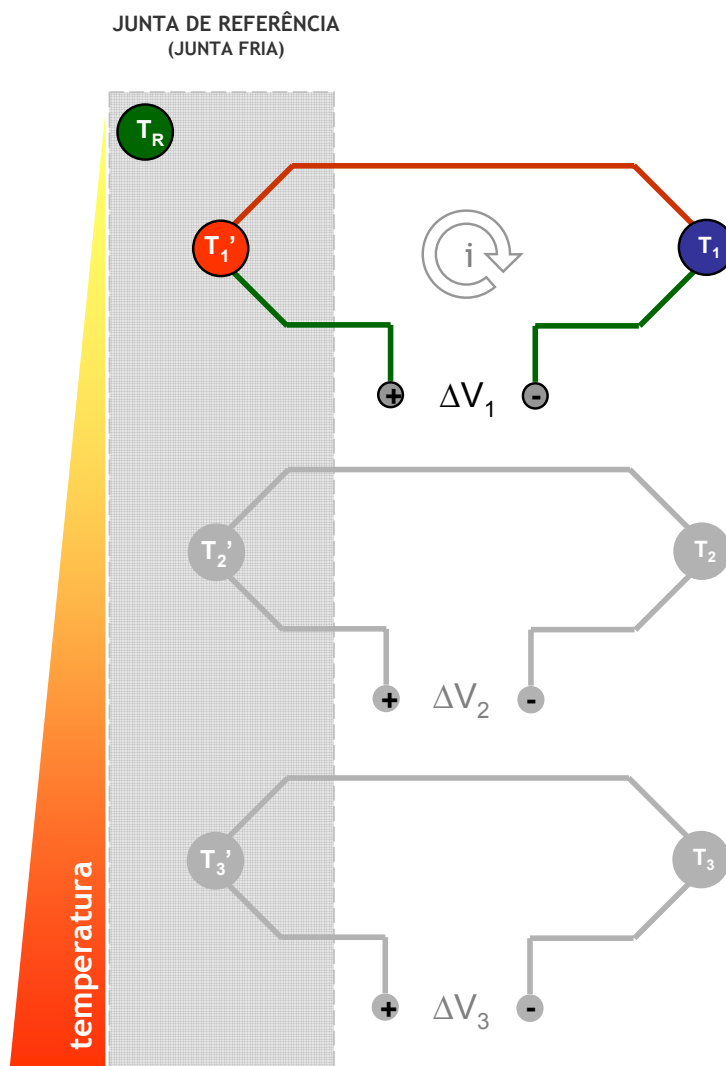 JUNTA DE REFERÊNCIA
(JUNTA FRIA)
TR
T1’
i
T1
+ ΔV1 -
T2’
T2
+ ΔV2 -
T3’
T3
+ ΔV3 -
temperatura